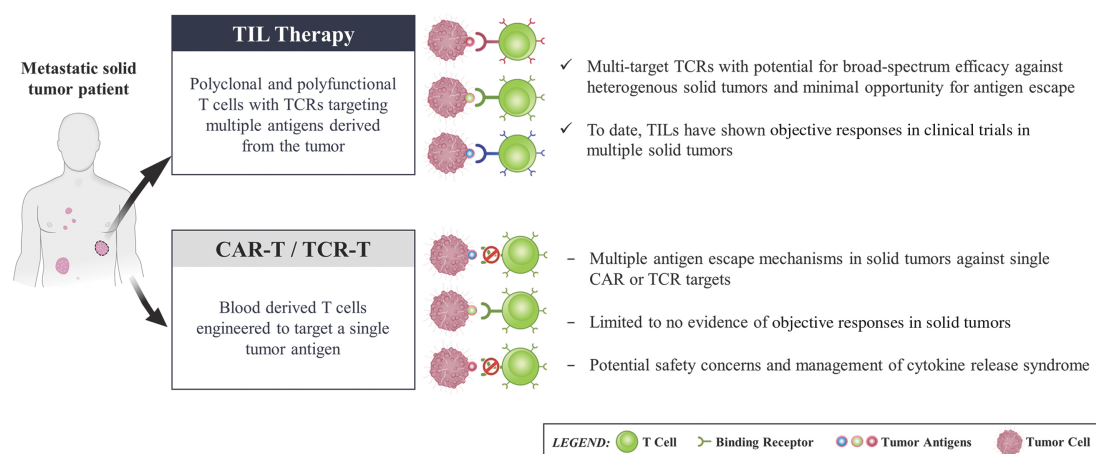 Metastatic solid
tumor patient
TIL Therapy
Polyclonal and polyfunctional
T cells with TCRs targeting
multiple antigens derived
from the tumor
✓ Multi-target TCRs with potential for broad-spectrum efficacy against
heterogenous solid tumors and minimal opportunity for antigen escape
✓ To date, TILs have shown objective responses in clinical trials in
multiple solid tumors
CAR-T / TCR-T
Blood derived T cells
engineered to target a single
tumor antigen
– Multiple antigen escape mechanisms in solid tumors against single
CAR or TCR targets
– Limited to no evidence of objective responses in solid tumors
– Potential safety concerns and management of cytokine release syndrome
LEGEND: T Cell Binding Receptor Tumor Antigens Tumor Cell